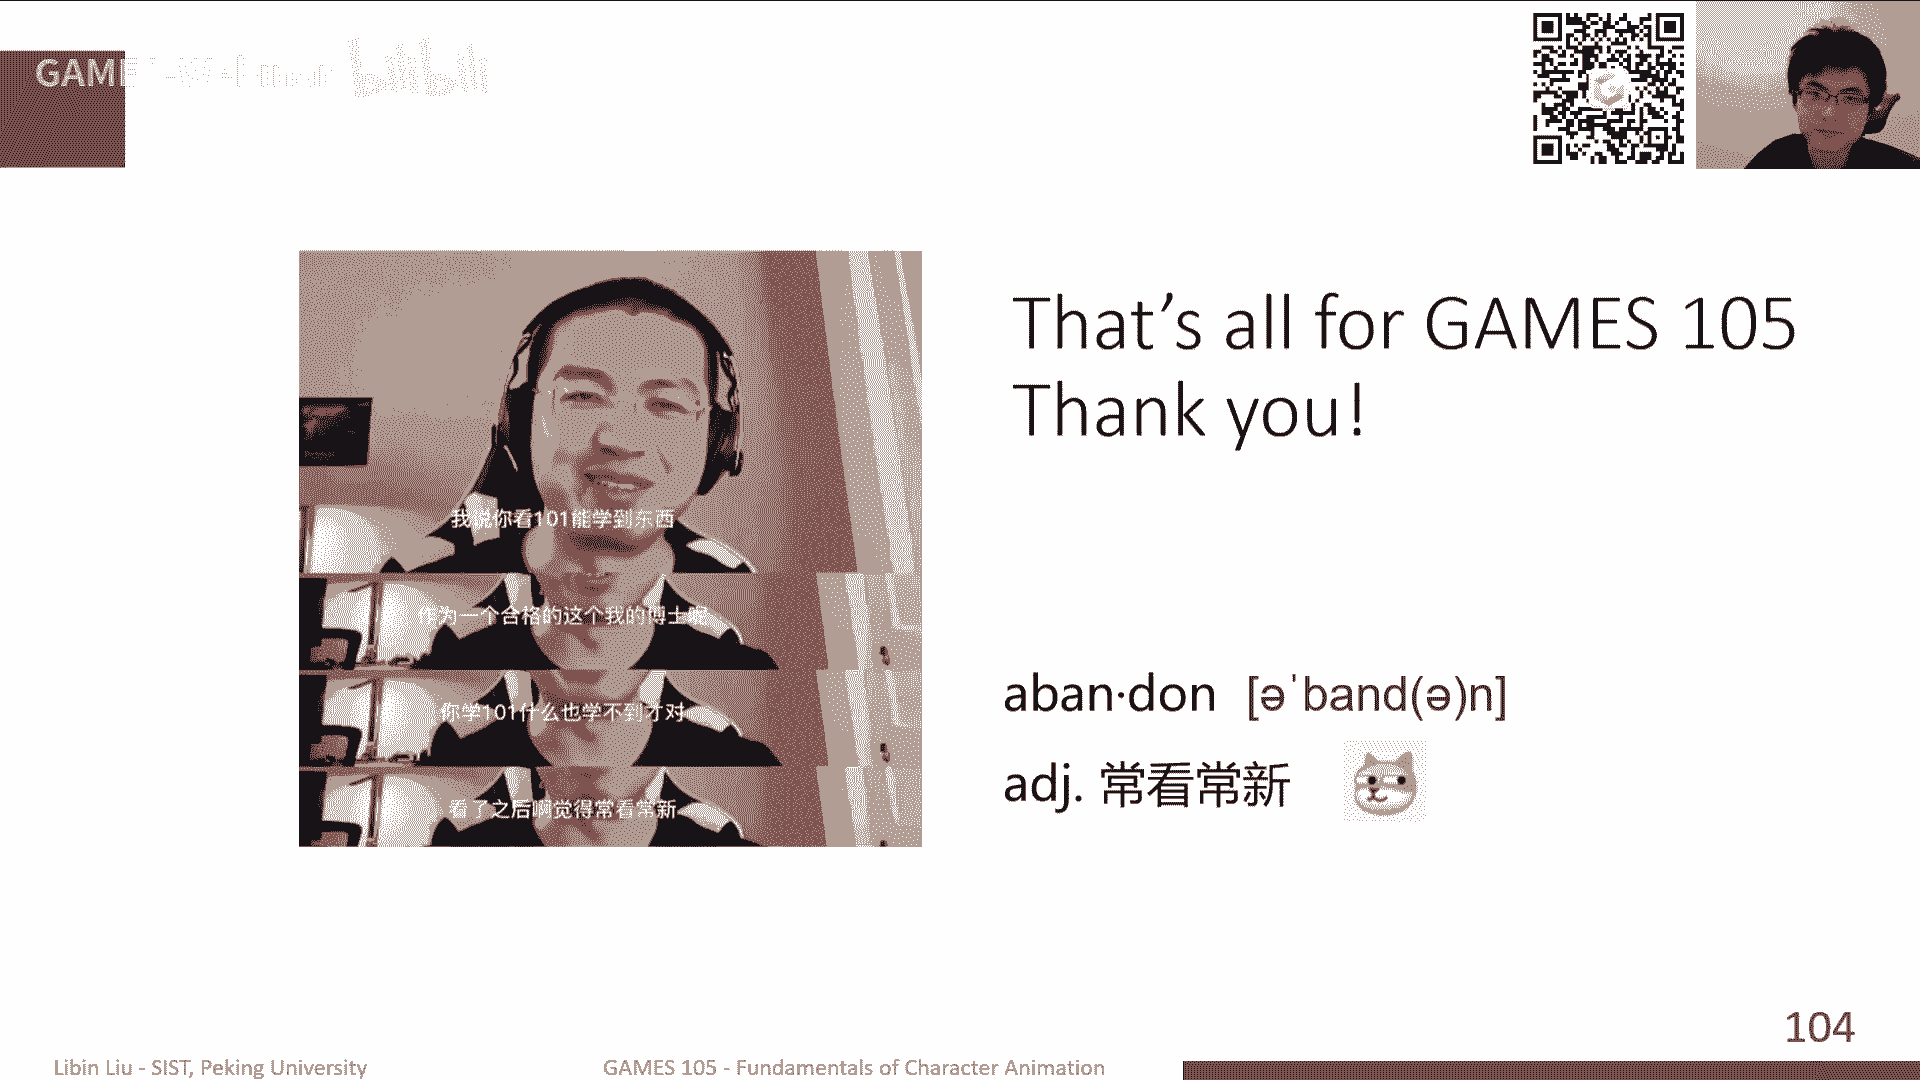 GAMES-Webinar bilibili
我说你看101能学到东西
作为一个合格的这个我的博士呢
你学101什么也学不到才对
看了之后啊觉得常看常新
That’s all for GAMES 105
Thank you!
aban·don [əˈband(ə)n]
adj. 常看常新
104
Libin Liu - SIST, Peking University
GAMES 105 - Fundamentals of Character Animation